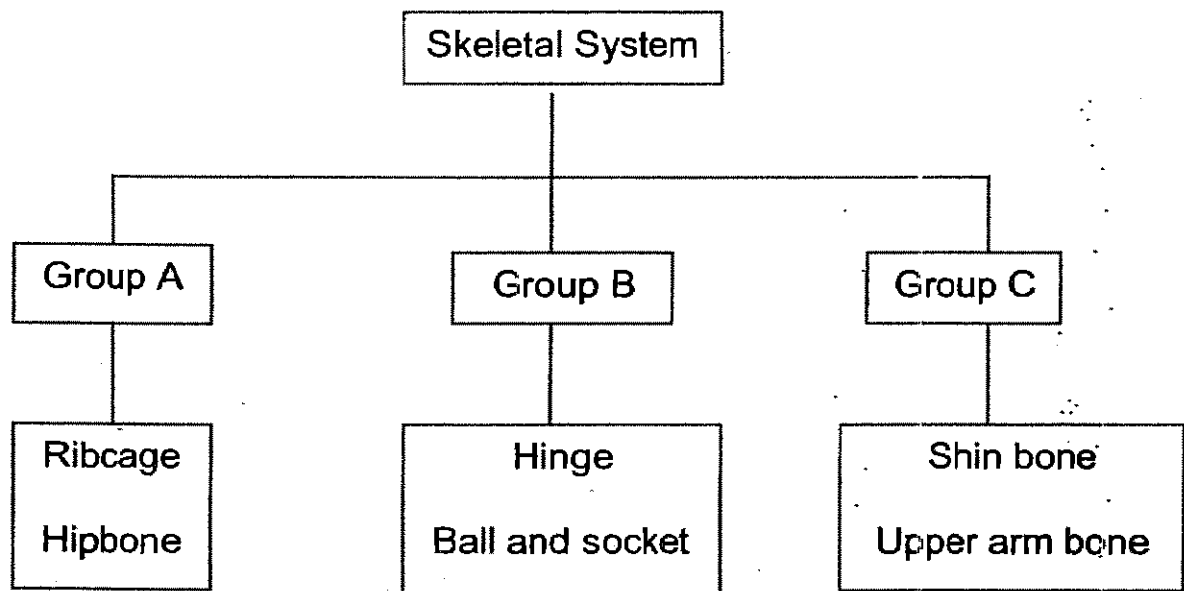 Skeletal System
Group A
Group B
Group C
Ribcage
Hipbone
Hinge
Ball and socket
Shin bone
Upper arm bone